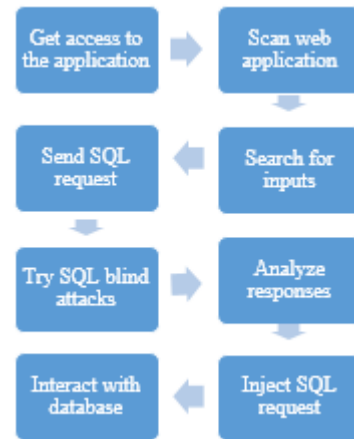 Get access to
the application
Scan web
application
Search for
inputs
Send SQL
request
Try SQL blind
attacks
Analyze
responses
Inject SQL
request
Interact with
database